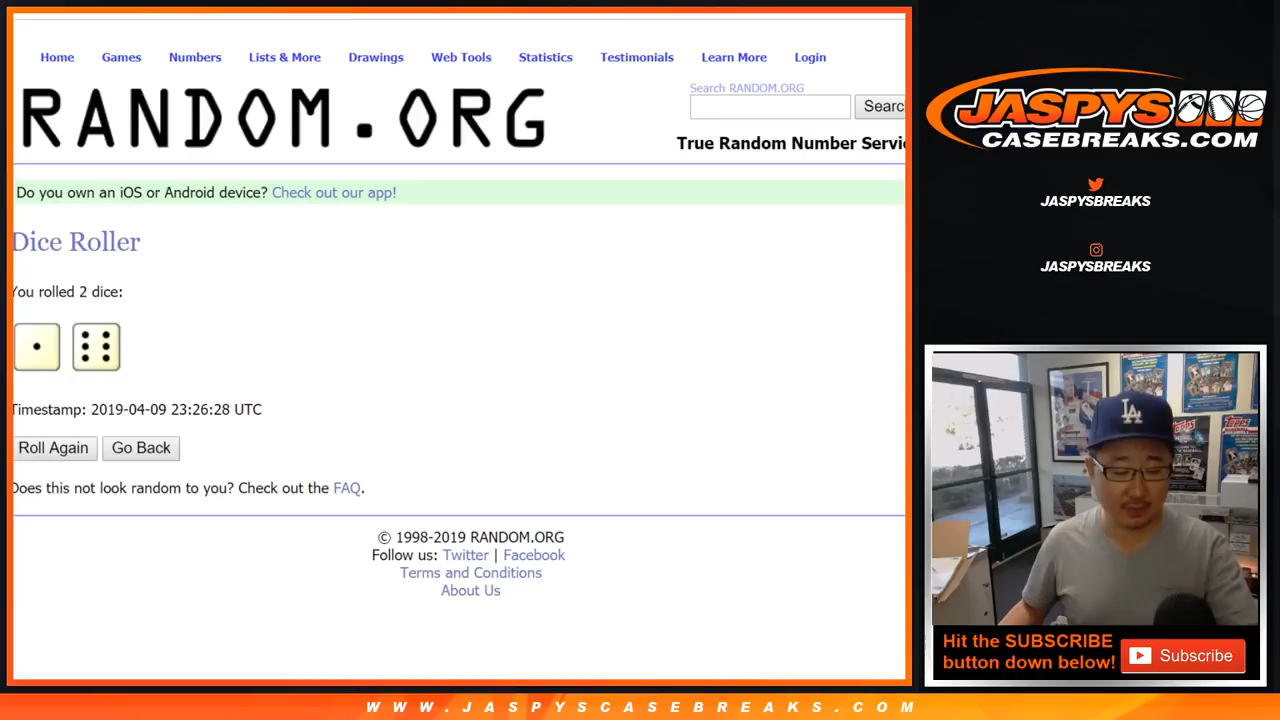 Home Games Numbers Lists & More Drawings Web Tools Statistics Testimonials Learn More Login
RANDOM.ORG
Search RANDOM.ORG
Searc
True Random Number Servi
Do you own an iOS or Android device? Check out our app!
Dice Roller
You rolled 2 dice:
Timestamp: 2019-04-09 23:26:28 UTC
Roll Again Go Back
Does this not look random to you? Check out the FAQ.
© 1998-2019 RANDOM.ORG
Follow us: Twitter | Facebook
Terms and Conditions
About Us
JASPYS
CASEBREAKS.COM
JASPYSBREAKS
JASPYSBREAKS
LA
Topps
Hit the SUBSCRIBE
button down below!
Subscribe
WWW.JASPYSCASEBREAKS.COM